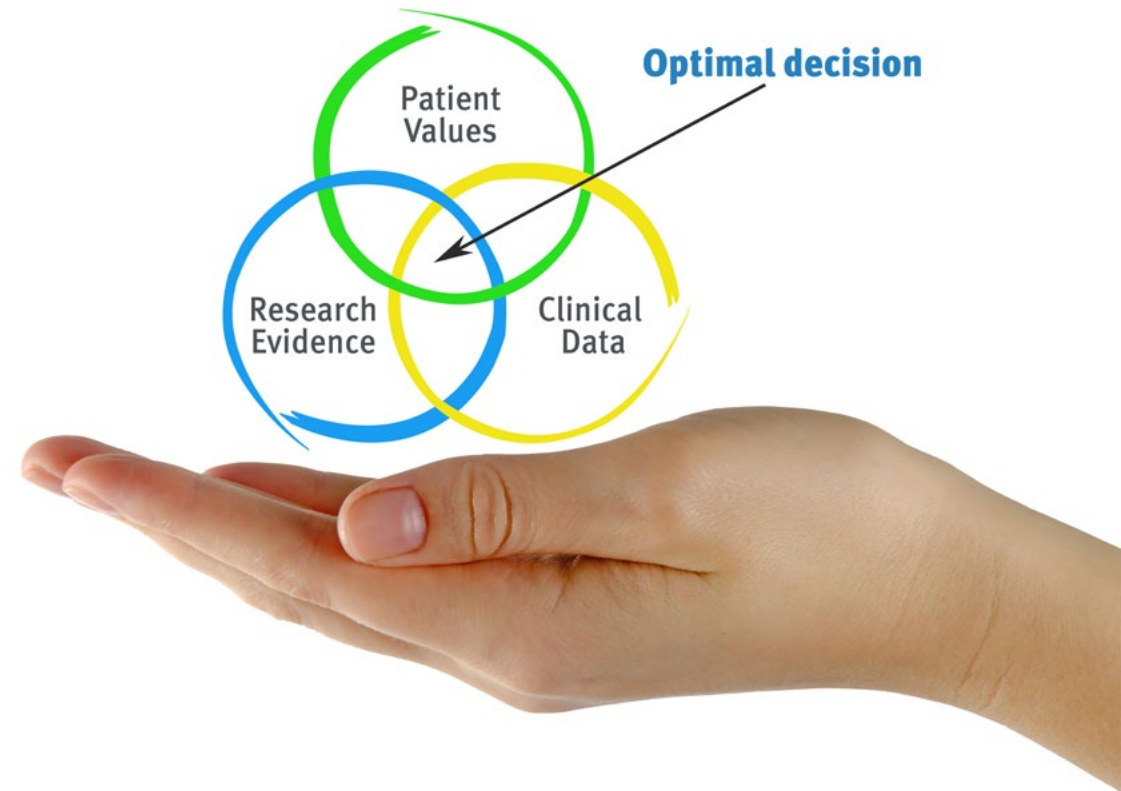 Optimal decision
Patient
Values
Research
Evidence
Clinical
Data